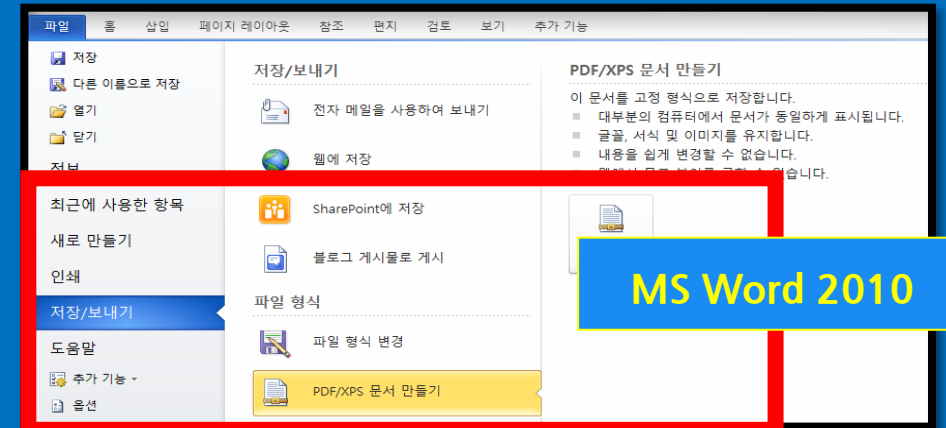 파일 홈 삽입 페이지 레이아웃 참조 편지 검토 보기 추가 기능
저장
다른 이름으로 저장
열기
닫기
정보
최근에 사용한 항목
새로 만들기
인쇄
저장/보내기
도움말
추가 기능
옵션
저장/보내기
전자 메일을 사용하여 보내기
웹에 저장
SharePoint에 저장
블로그 게시물로 게시
파일 형식
파일 형식 변경
PDF/XPS 문서 만들기
PDF/XPS 문서 만들기
이 문서를 고정 형식으로 저장합니다.
대부분의 컴퓨터에서 문서가 동일하게 표시됩니다.
글꼴, 서식 및 이미지를 유지합니다.
내용을 쉽게 변경할 수 없습니다.
없습니다.
MS Word 2010